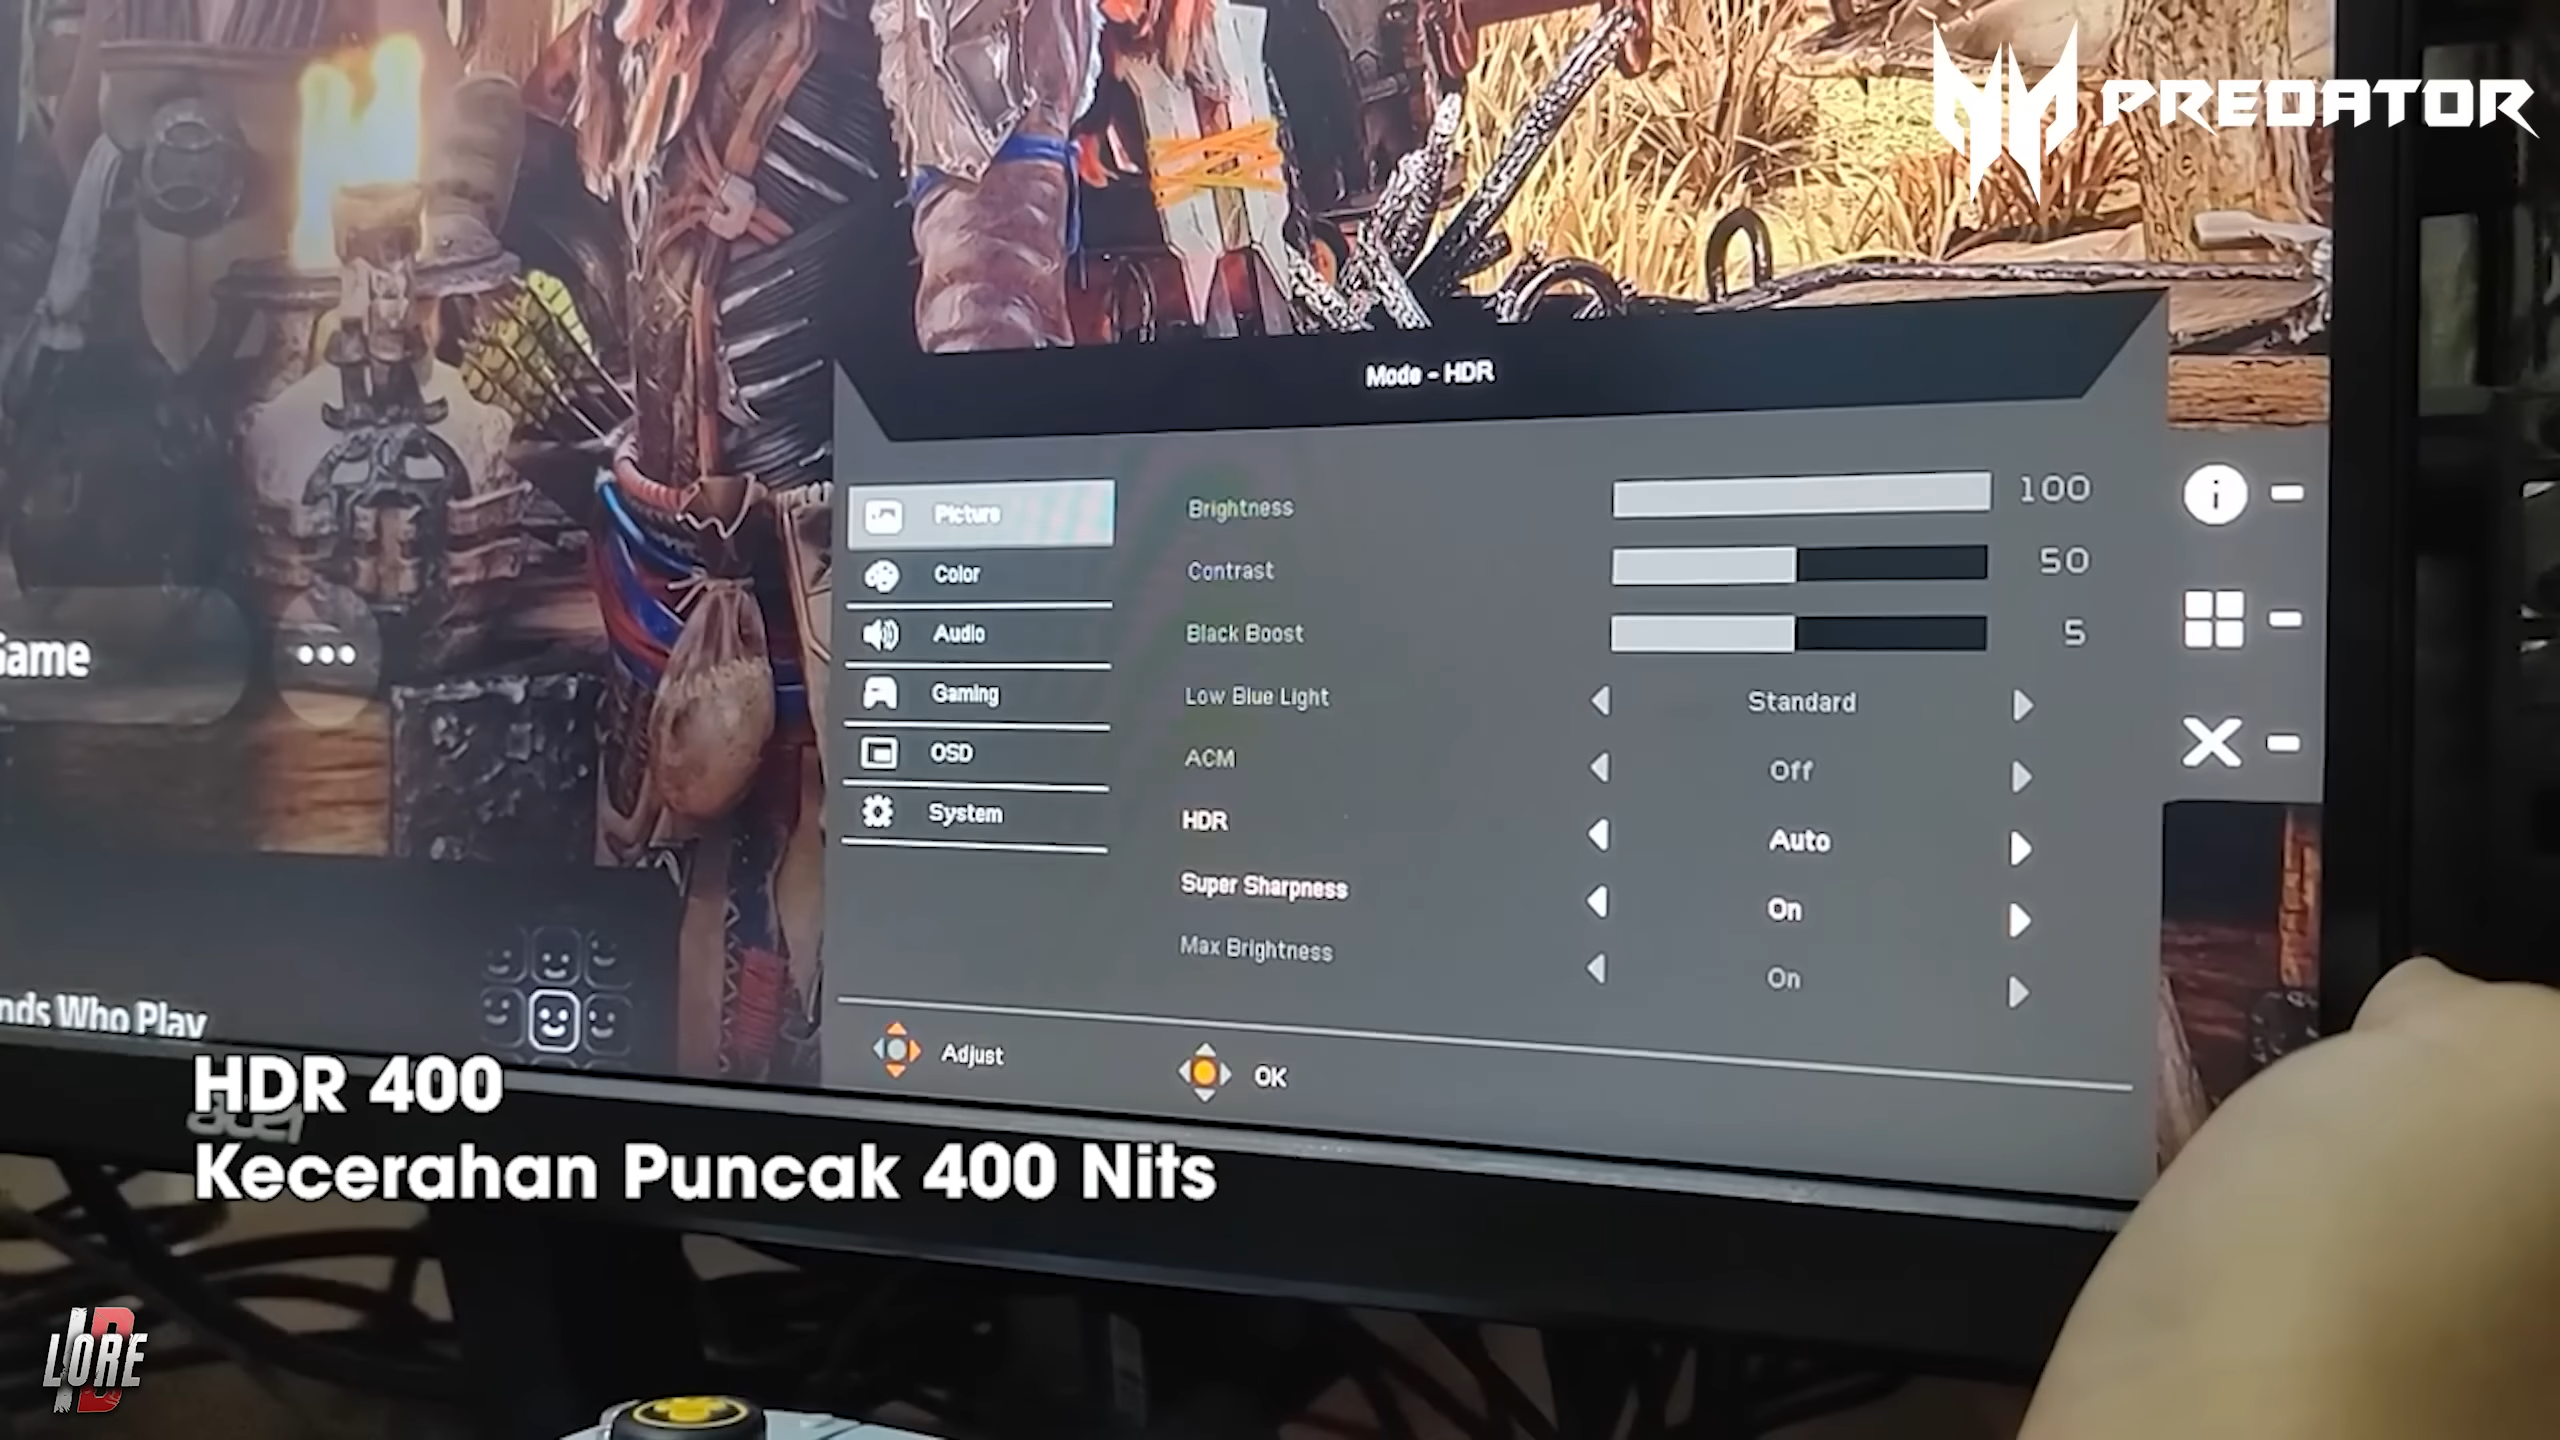 PREDATOR
Mode - HDR
Picture
Color
Audio
Gaming
OSD
System
Brightness 100
Contrast 50
Black Boost 5
Low Blue Light Standard
ACM Off
HDR Auto
Super Sharpness On
Max Brightness On
Adjust
OK
Game
nds Who Play
acer
HDR 400
Kecerahan Puncak 400 Nits
LORE